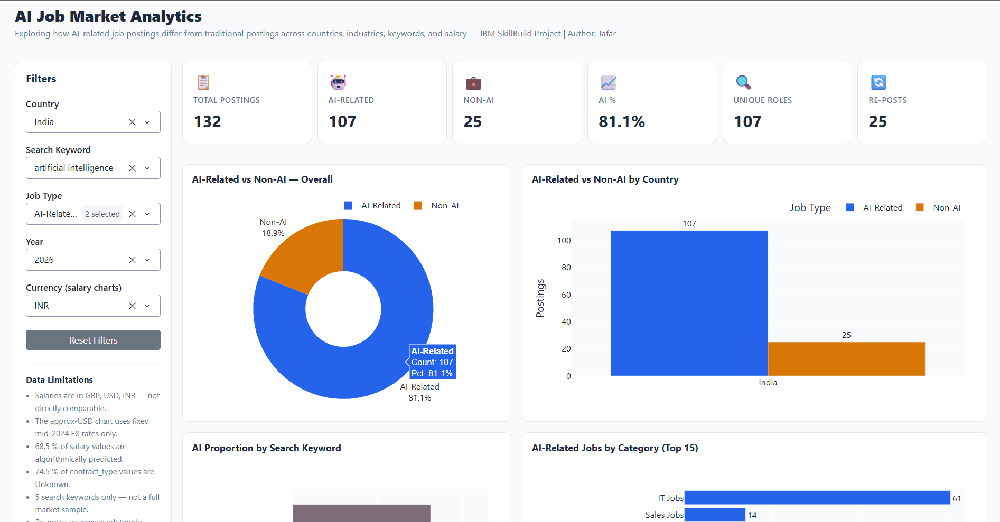 AI Job Market Analytics
Exploring how AI-related job postings differ from traditional postings across countries, industries, keywords, and salary — IBM SkillBuild Project | Author: Jafar
Filters
Country
India
Search Keyword
artificial intelligence
Job Type
AI-Relate... 2 selected
Year
2026
Currency (salary charts)
INR
Reset Filters
Data Limitations
• Salaries are in GBP, USD, INR — not
directly comparable.
• The approx-USD chart uses fixed
mid-2024 FX rates only.
• 68.5 % of salary values are
algorithmically predicted.
• 74.5 % of contract_type values are
Unknown.
• 5 search keywords only — not a full
market sample.
• Re-posts are preserved; toggle
TOTAL POSTINGS
132
AI-RELATED
107
NON-AI
25
AI %
81.1%
UNIQUE ROLES
107
RE-POSTS
25
AI-Related vs Non-AI — Overall
AI-Related Non-AI
Non-AI
18.9%
AI-Related
Count: 107
Pct: 81.1%
AI-Related
81.1%
AI-Related vs Non-AI by Country
Job Type AI-Related Non-AI
107
100
80
60
40
25
20
0
Postings
India
AI Proportion by Search Keyword
AI-Related Jobs by Category (Top 15)
IT Jobs 61
Sales Jobs 14